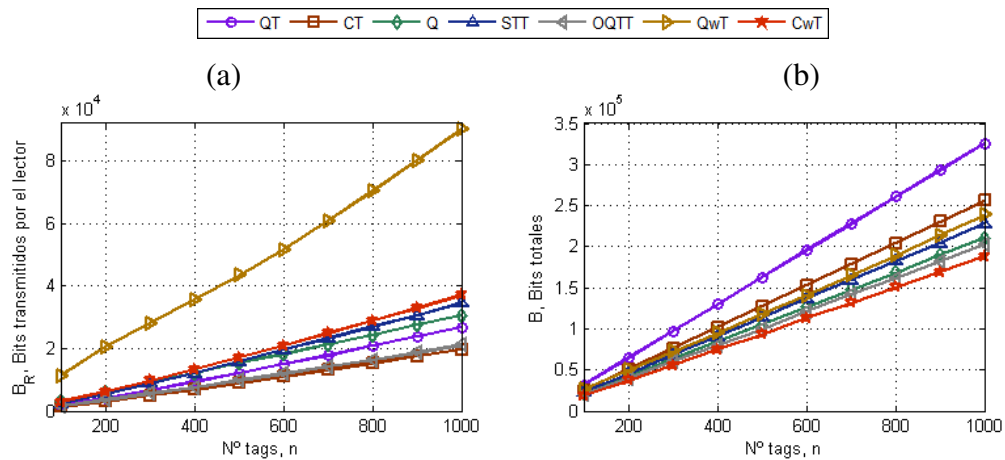 QT CT Q STT OQTT QwT CwT
(a) (b)
x 10^4
8
6
4
2
0
200 400 600 800 1000
Nº tags, n
B_R, Bits transmitidos por el lector
x 10^5
3.5
3
2.5
2
1.5
1
0.5
0
200 400 600 800 1000
Nº tags, n
B, Bits totales